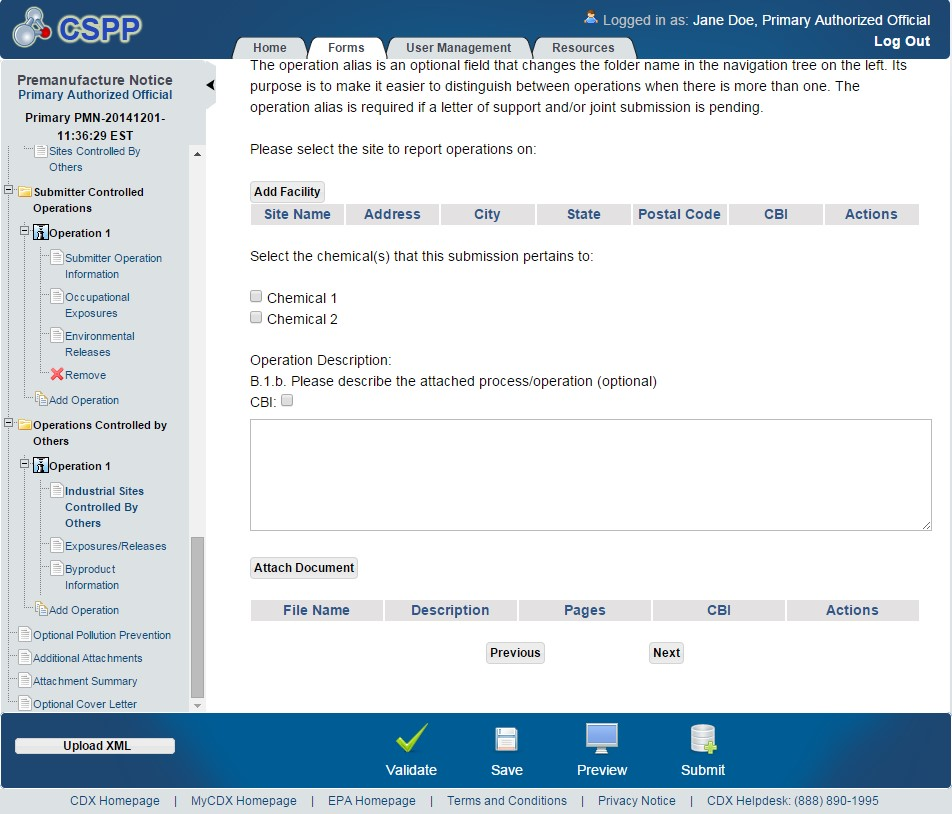 CSPP
Logged in as: Jane Doe, Primary Authorized Official
Log Out
Home
Forms
User Management
Resources
Premanufacture Notice
Primary Authorized Official
Primary PMN-20141201-
11:36:29 EST
Sites Controlled By
Others
Submitter Controlled
Operations
Operation 1
Submitter Operation
Information
Occupational
Exposures
Environmental
Releases
Remove
Add Operation
Operations Controlled by
Others
Operation 1
Industrial Sites
Controlled By
Others
Exposures/Releases
Byproduct
Information
Add Operation
Optional Pollution Prevention
Additional Attachments
Attachment Summary
Optional Cover Letter
The operation alias is an optional field that changes the folder name in the navigation tree on the left. Its
purpose is to make it easier to distinguish between operations when there is more than one. The
operation alias is required if a letter of support and/or joint submission is pending.
Please select the site to report operations on:
Add Facility
Site Name Address City State Postal Code CBI Actions
Select the chemical(s) that this submission pertains to:
Chemical 1
Chemical 2
Operation Description:
B.1.b. Please describe the attached process/operation (optional)
CBI:
Attach Document
File Name Description Pages CBI Actions
Previous
Next
Upload XML
Validate
Save
Preview
Submit
CDX Homepage | MyCDX Homepage | EPA Homepage | Terms and Conditions | Privacy Notice | CDX Helpdesk: (888) 890-1995